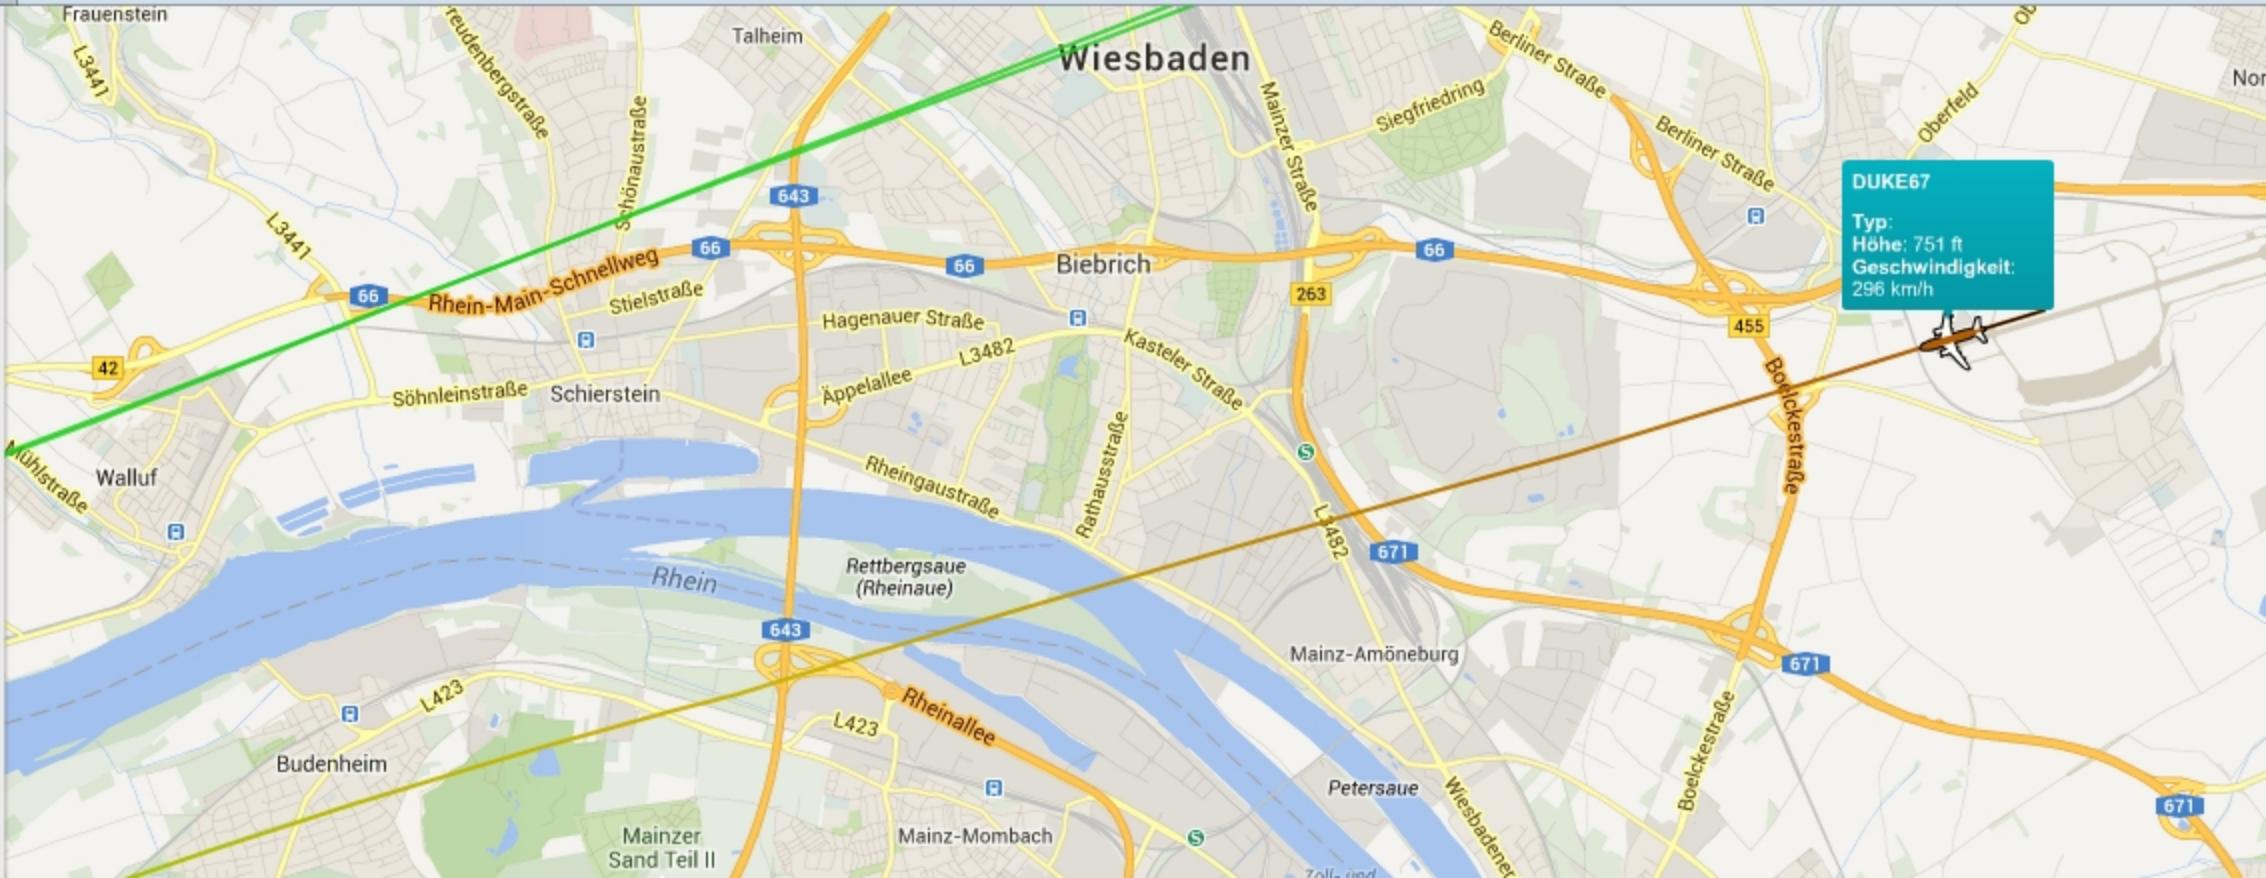 Frauenstein
Talheim
Wiesbaden
Berliner Straße
L3441
Freudenbergstraße
Schönaustraße
Mainzer Straße
Siegfriedring
Berliner Straße
Oberfeld
643
DUKE67
Typ:
Höhe: 751 ft
Geschwindigkeit:
296 km/h
L3441
66
66
Biebrich
66
66
Rhein-Main-Schnellweg
Stielstraße
263
Hagenauer Straße
455
42
Äppelallee
L3482
Kasteler Straße
Söhnleinstraße
Schierstein
Boelckestraße
Mühlstraße
Walluf
Rheingaustraße
Rathausstraße
S
L3482
671
Rhein
Rettbergsaue
(Rheinaue)
643
Mainz-Amöneburg
671
L423
L423
Rheinallee
Boelckestraße
Budenheim
Petersaue
Wiesbadener
671
Mainzer
Sand Teil II
Mainz-Mombach
S